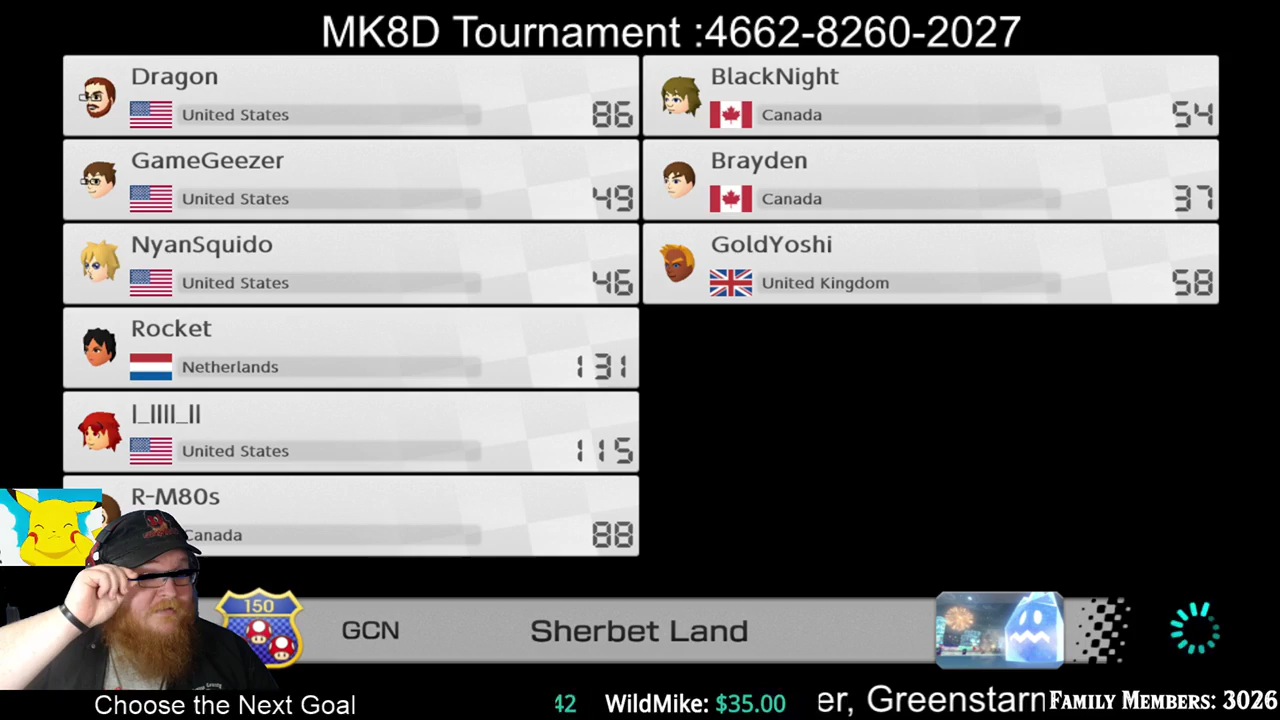 MK8D Tournament :4662-8260-2027
Dragon
United States
86
GameGeezer
United States
49
NyanSquido
United States
46
Rocket
Netherlands
131
l_llll_ll
United States
115
R-M80s
Canada
88
BlackNight
Canada
54
Brayden
Canada
37
GoldYoshi
United Kingdom
58
150
GCN
Sherbet Land
Choose the Next Goal
42 WildMike: $35.00
er, Greenstarn
Family Members: 3026